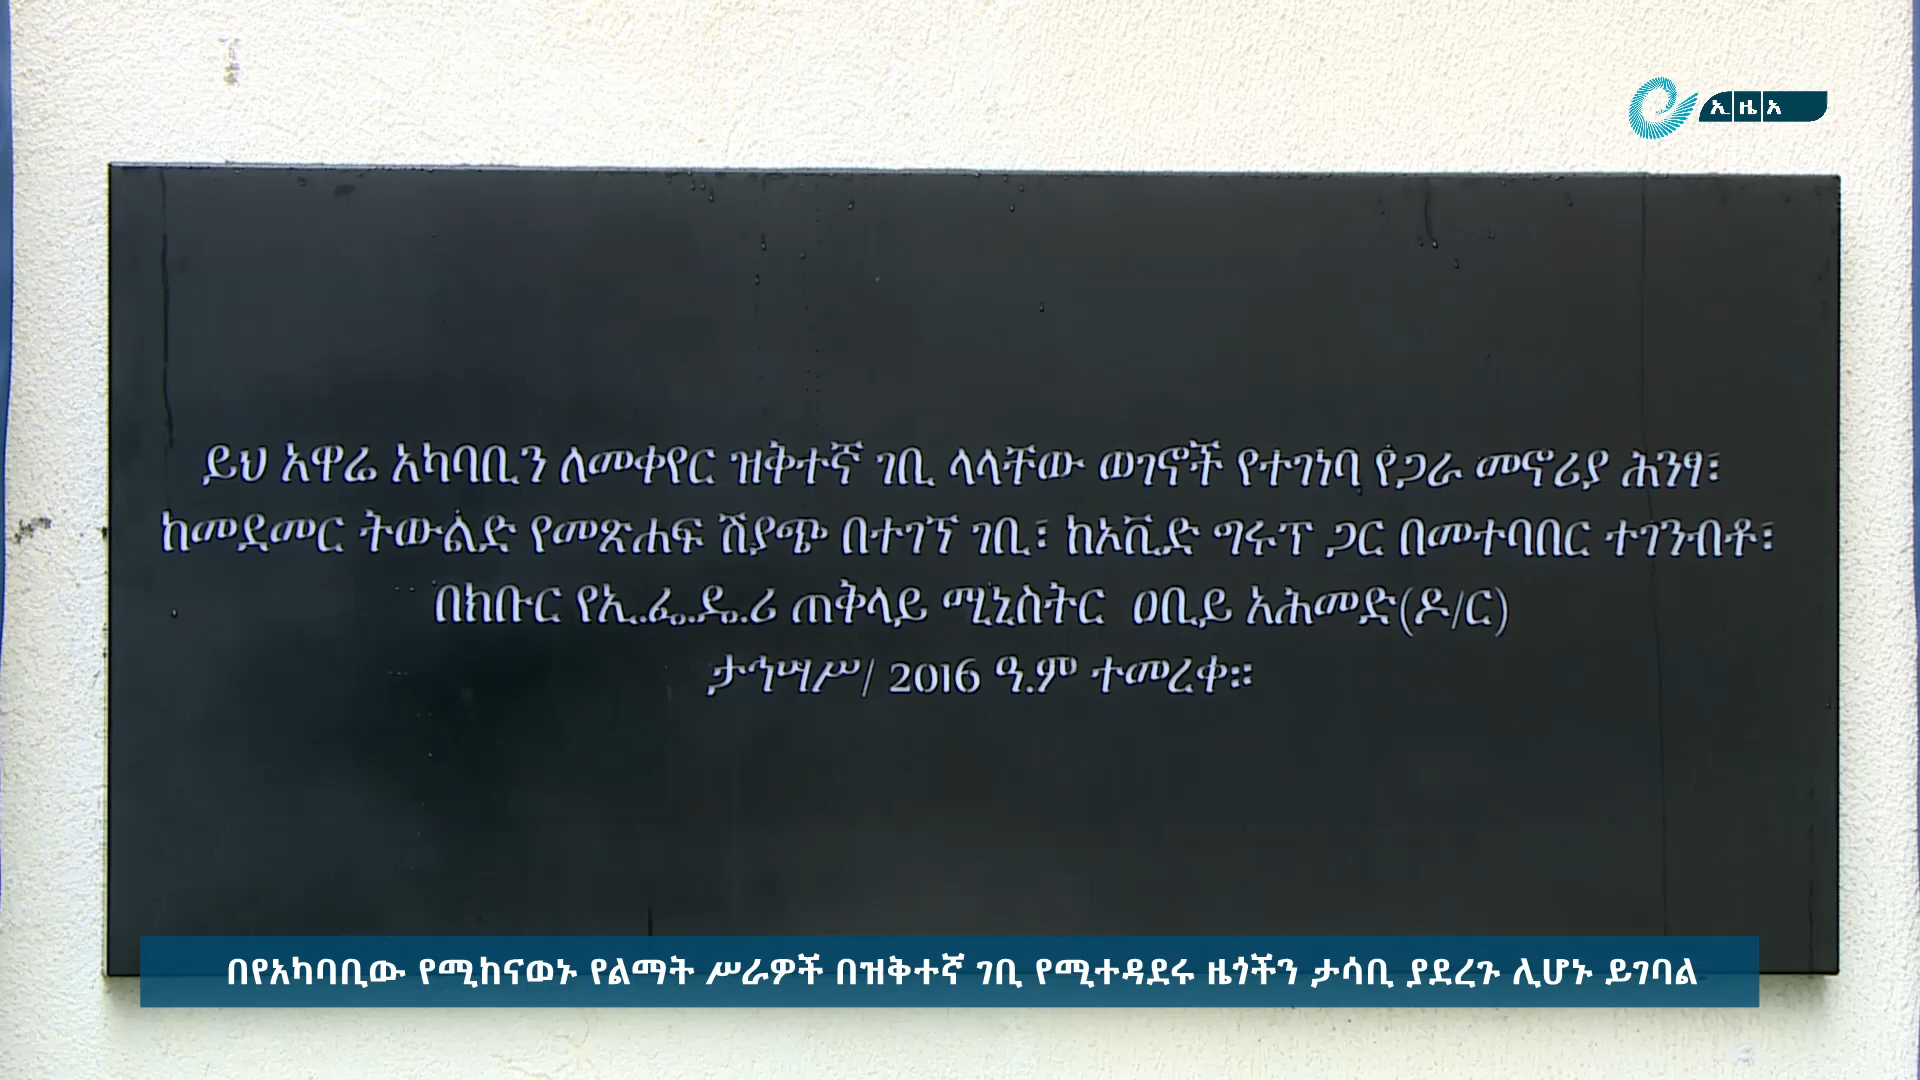 ኢዜአ
ይህ አዋሬ አካባቢን ለመቀየር ዝቅተኛ ገቢ ላላቸው ወገኖች የተገነባ የጋራ መኖሪያ ሕንፃ፣
ከመደመር ትውልድ የመጽሐፍ ሽያጭ በተገኘ ገቢ፣ ከኦቪድ ግሩፕ ጋር በመተባበር ተገንብቶ፣
በክቡር የኢ.ፌ.ዴ.ሪ ጠቅላይ ሚኒስትር ዐቢይ አሕመድ(ዶ/ር)
ታኅሣሥ/ 2016 ዓ.ም ተመረቀ።
በየአካባቢው የሚከናወኑ የልማት ሥራዎች በዝቅተኛ ገቢ የሚተዳደሩ ዜጎችን ታሳቢ ያደረጉ ሊሆኑ ይገባል